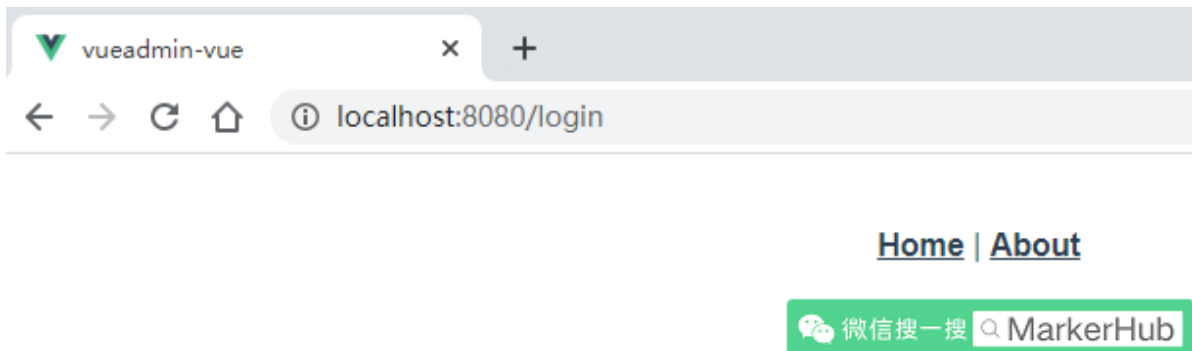 vueadmin-vue
localhost:8080/login
Home | About
微信搜一搜 MarkerHub